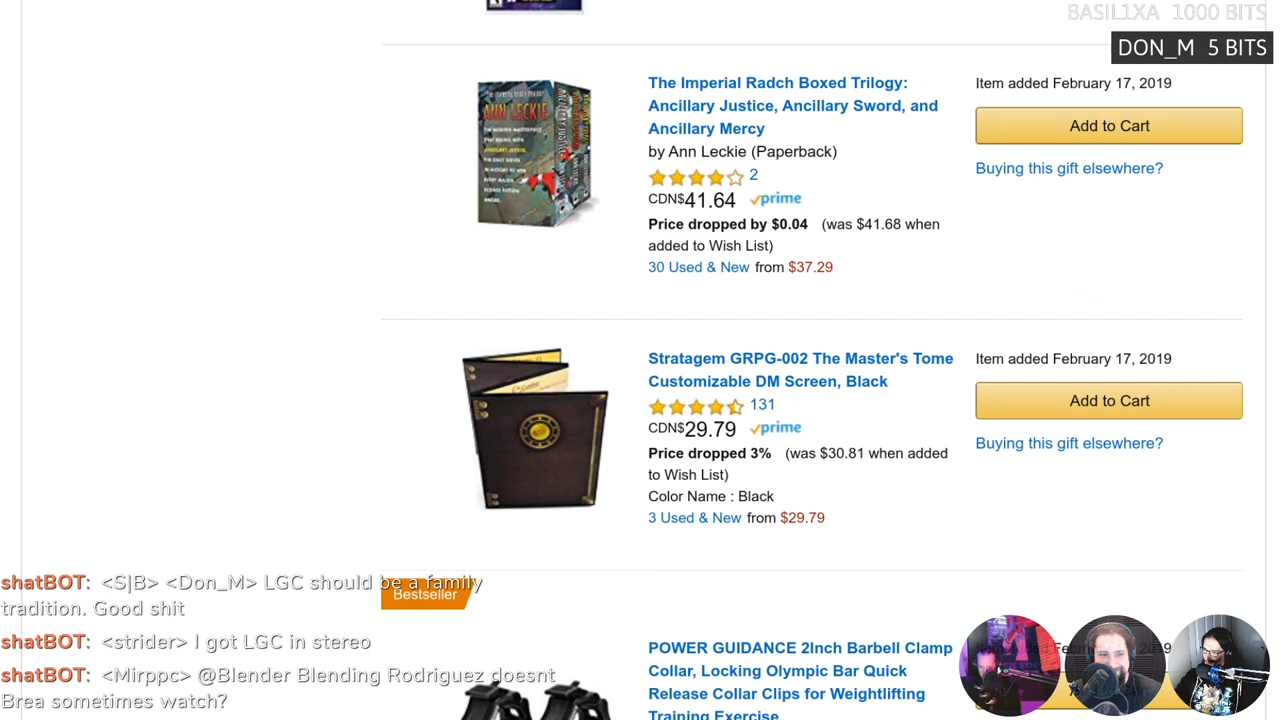 BASIL1XA 1000 BITS
DON_M 5 BITS
The Imperial Radch Boxed Trilogy:
Ancillary Justice, Ancillary Sword, and
Ancillary Mercy
by Ann Leckie (Paperback)
2
CDN$41.64 prime
Price dropped by $0.04 (was $41.68 when
added to Wish List)
30 Used & New from $37.29
Item added February 17, 2019
Add to Cart
Buying this gift elsewhere?
ANN LECKIE
Stratagem GRPG-002 The Master's Tome
Customizable DM Screen, Black
131
CDN$29.79 prime
Price dropped 3% (was $30.81 when added
to Wish List)
Color Name : Black
3 Used & New from $29.79
Item added February 17, 2019
Add to Cart
Buying this gift elsewhere?
Bestseller
POWER GUIDANCE 2Inch Barbell Clamp
Collar, Locking Olympic Bar Quick
Release Collar Clips for Weightlifting
Training Exercise
shatBOT: <S|B> <Don_M> LGC should be a family
tradition. Good shit
shatBOT: <strider> I got LGC in stereo
shatBOT: <Mirppc> @Blender Blending Rodriguez doesnt
Brea sometimes watch?